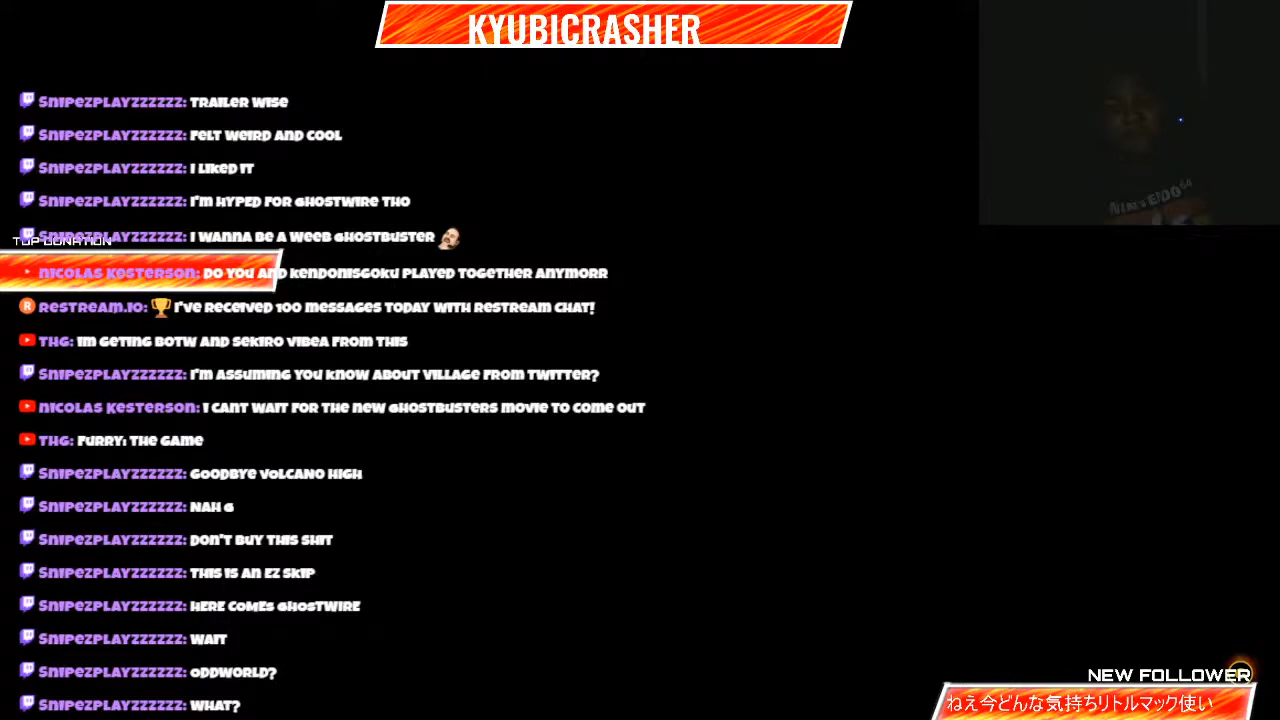 KYUBICRASHER
SNIPEZPLAYZZZZZZ: TRAILER WISE
SNIPEZPLAYZZZZZZ: FELT WEIRD AND COOL
SNIPEZPLAYZZZZZZ: I LIKED IT
SNIPEZPLAYZZZZZZ: I'M HYPED FOR GHOSTWIRE THO
SNIPEZPLAYZZZZZZ: I WANNA BE A WEEB GHOSTBUSTER
TOP DONATION
NICOLAS KESTERSON: DO YOU AND KENDONISGOKU PLAYED TOGETHER ANYMORR
RESTREAM.IO: I'VE RECEIVED 100 MESSAGES TODAY WITH RESTREAM CHAT!
THG: IM GETING BOTW AND SEKIRO VIBEA FROM THIS
SNIPEZPLAYZZZZZZ: I'M ASSUMING YOU KNOW ABOUT VILLAGE FROM TWITTER?
NICOLAS KESTERSON: I CANT WAIT FOR THE NEW GHOSTBUSTERS MOVIE TO COME OUT
THG: FURRY: THE GAME
SNIPEZPLAYZZZZZZ: GOODBYE VOLCANO HIGH
SNIPEZPLAYZZZZZZ: NAH G
SNIPEZPLAYZZZZZZ: DON'T BUY THIS SHIT
SNIPEZPLAYZZZZZZ: THIS IS AN EZ SKIP
SNIPEZPLAYZZZZZZ: HERE COMES GHOSTWIRE
SNIPEZPLAYZZZZZZ: WAIT
SNIPEZPLAYZZZZZZ: ODDWORLD?
SNIPEZPLAYZZZZZZ: WHAT?
NINTENDO 64
NEW FOLLOWER
ねえ今どんな気持ちリトルマック使い